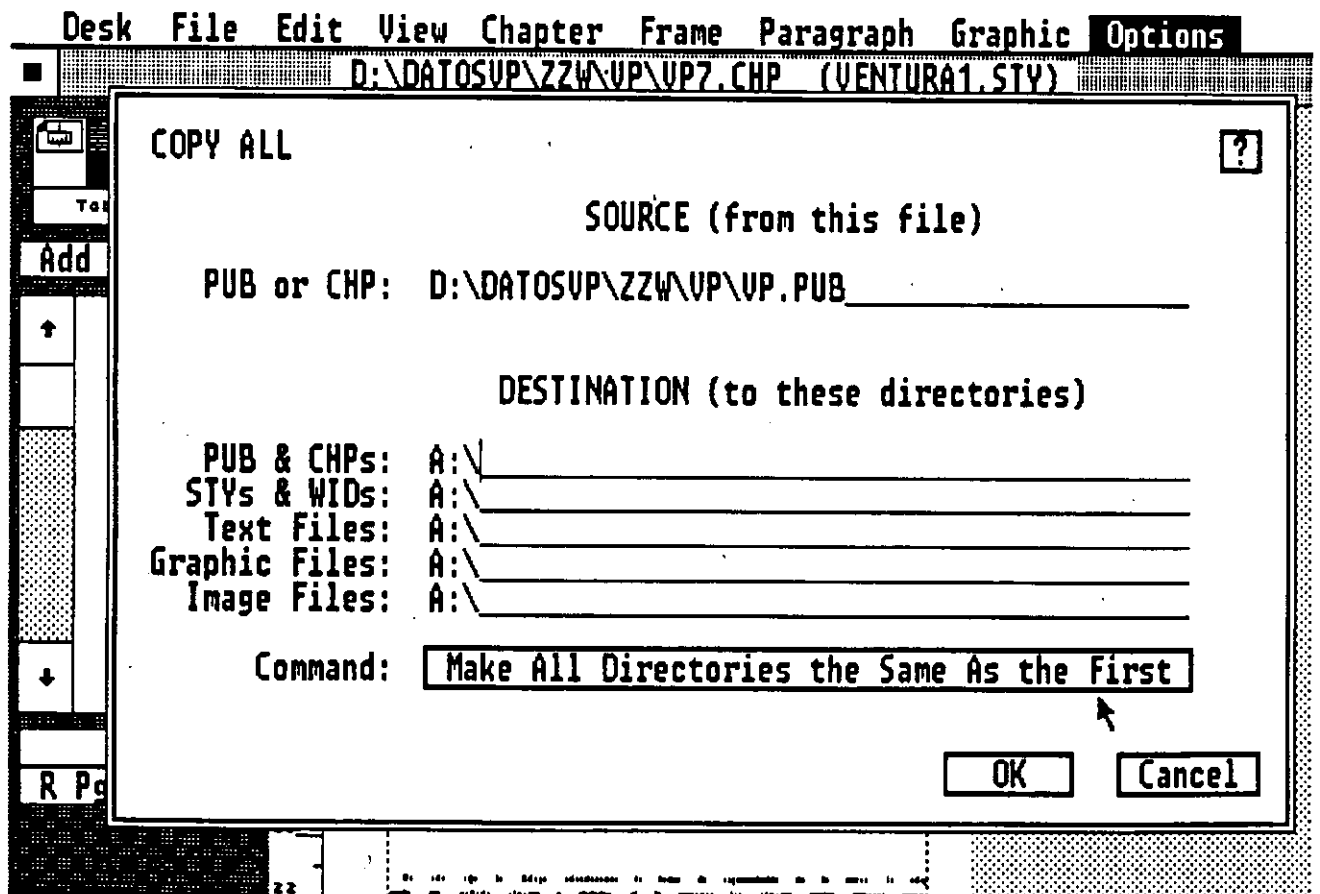 Desk File Edit View Chapter Frame Paragraph Graphic Options
D:\DATOSVP\ZZW\VP\VP7.CHP (VENTURA1.STY)
COPY ALL
?
SOURCE (from this file)
Add
PUB or CHP: D:\DATOSVP\ZZW\VP\VP.PUB
DESTINATION (to these directories)
PUB & CHPs: A:\
STYs & WIDs: A:\
Text Files: A:\
Graphic Files: A:\
Image Files: A:\
Command: Make All Directories the Same As the First
OK Cancel
R Pg
22